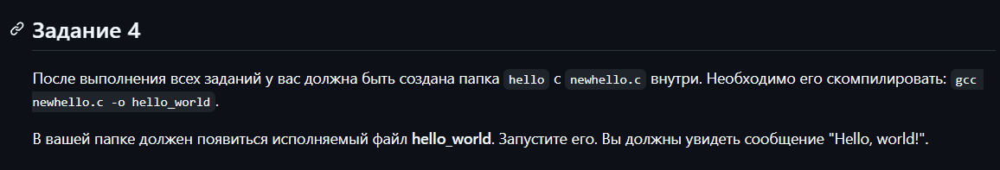 Задание 4
После выполнения всех заданий у вас должна быть создана папка hello с newhello.c внутри. Необходимо его скомпилировать: gcc
newhello.c -o hello_world.
В вашей папке должен появиться исполняемый файл hello_world. Запустите его. Вы должны увидеть сообщение "Hello, world!".